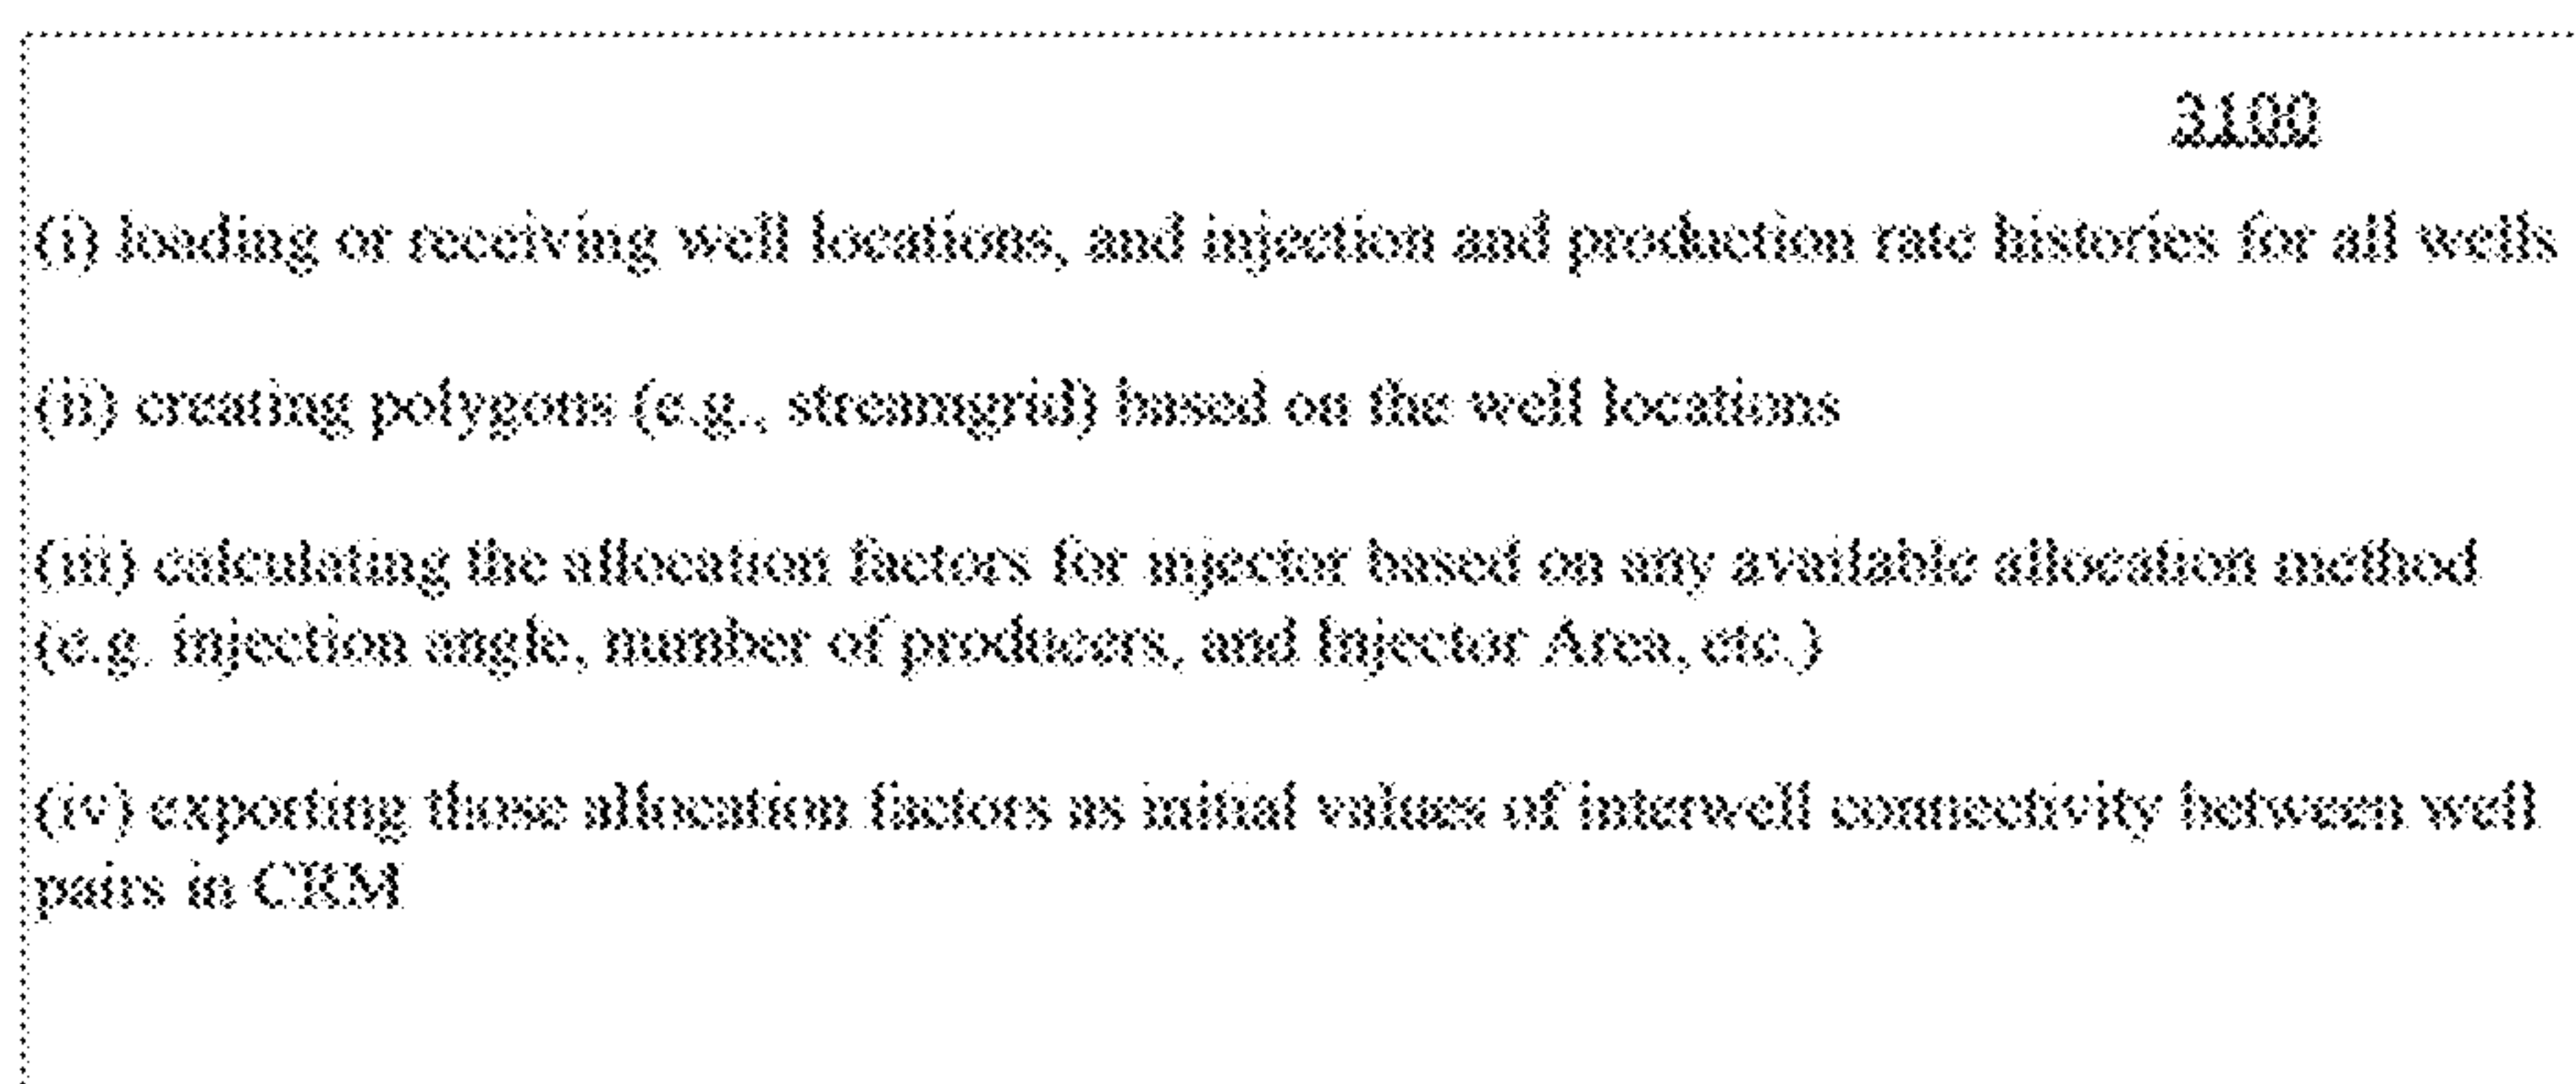 3100
(i) loading or receiving well locations, and injection and production rate histories for all wells
(ii) creating polygons (e.g., streamgrid) based on the well locations
(iii) calculating the allocation factors for injector based on any available allocation method
(e.g. injection angle, number of producers, and Injector Area, etc.)
(iv) exporting those allocation factors as initial values of interwell connectivity between well
pairs in CRM